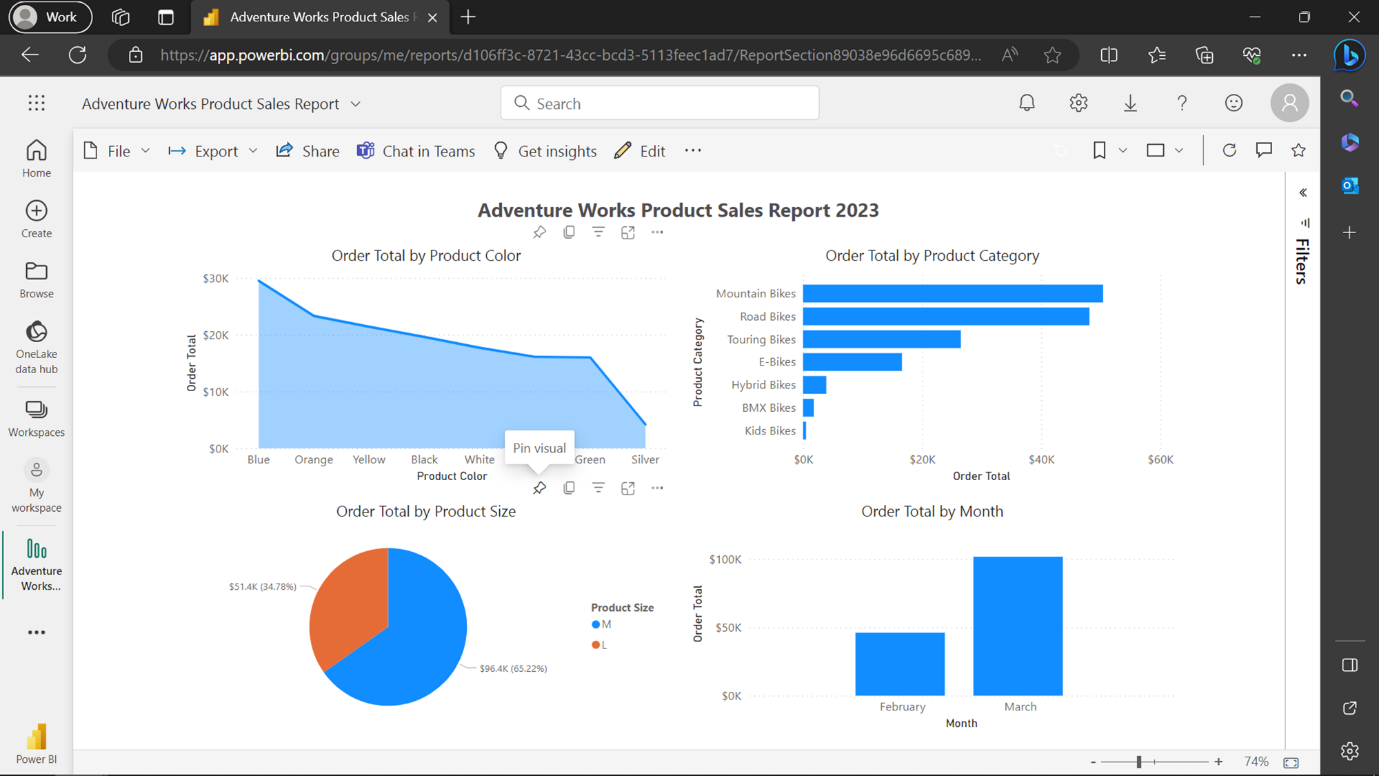 Work
Adventure Works Product Sales R
https://app.powerbi.com/groups/me/reports/d106ff3c-8721-43cc-bcd3-5113feec1ad7/ReportSection89038e96d6695c689...
Adventure Works Product Sales Report
Search
File
Export
Share
Chat in Teams
Get insights
Edit
Home
Create
Browse
OneLake
data hub
Workspaces
My
workspace
Adventure
Works...
Power BI
Adventure Works Product Sales Report 2023
Order Total by Product Color
Order Total
$30K
$20K
$10K
$0K
Blue
Orange
Yellow
Black
White
Green
Silver
Product Color
Pin visual
Order Total by Product Category
Product Category
Mountain Bikes
Road Bikes
Touring Bikes
E-Bikes
Hybrid Bikes
BMX Bikes
Kids Bikes
$0K
$20K
$40K
$60K
Order Total
Order Total by Product Size
$51.4K (34.78%)
$96.4K (65.22%)
Product Size
M
L
Order Total by Month
Order Total
$100K
$50K
$0K
February
March
Month
Filters
74%